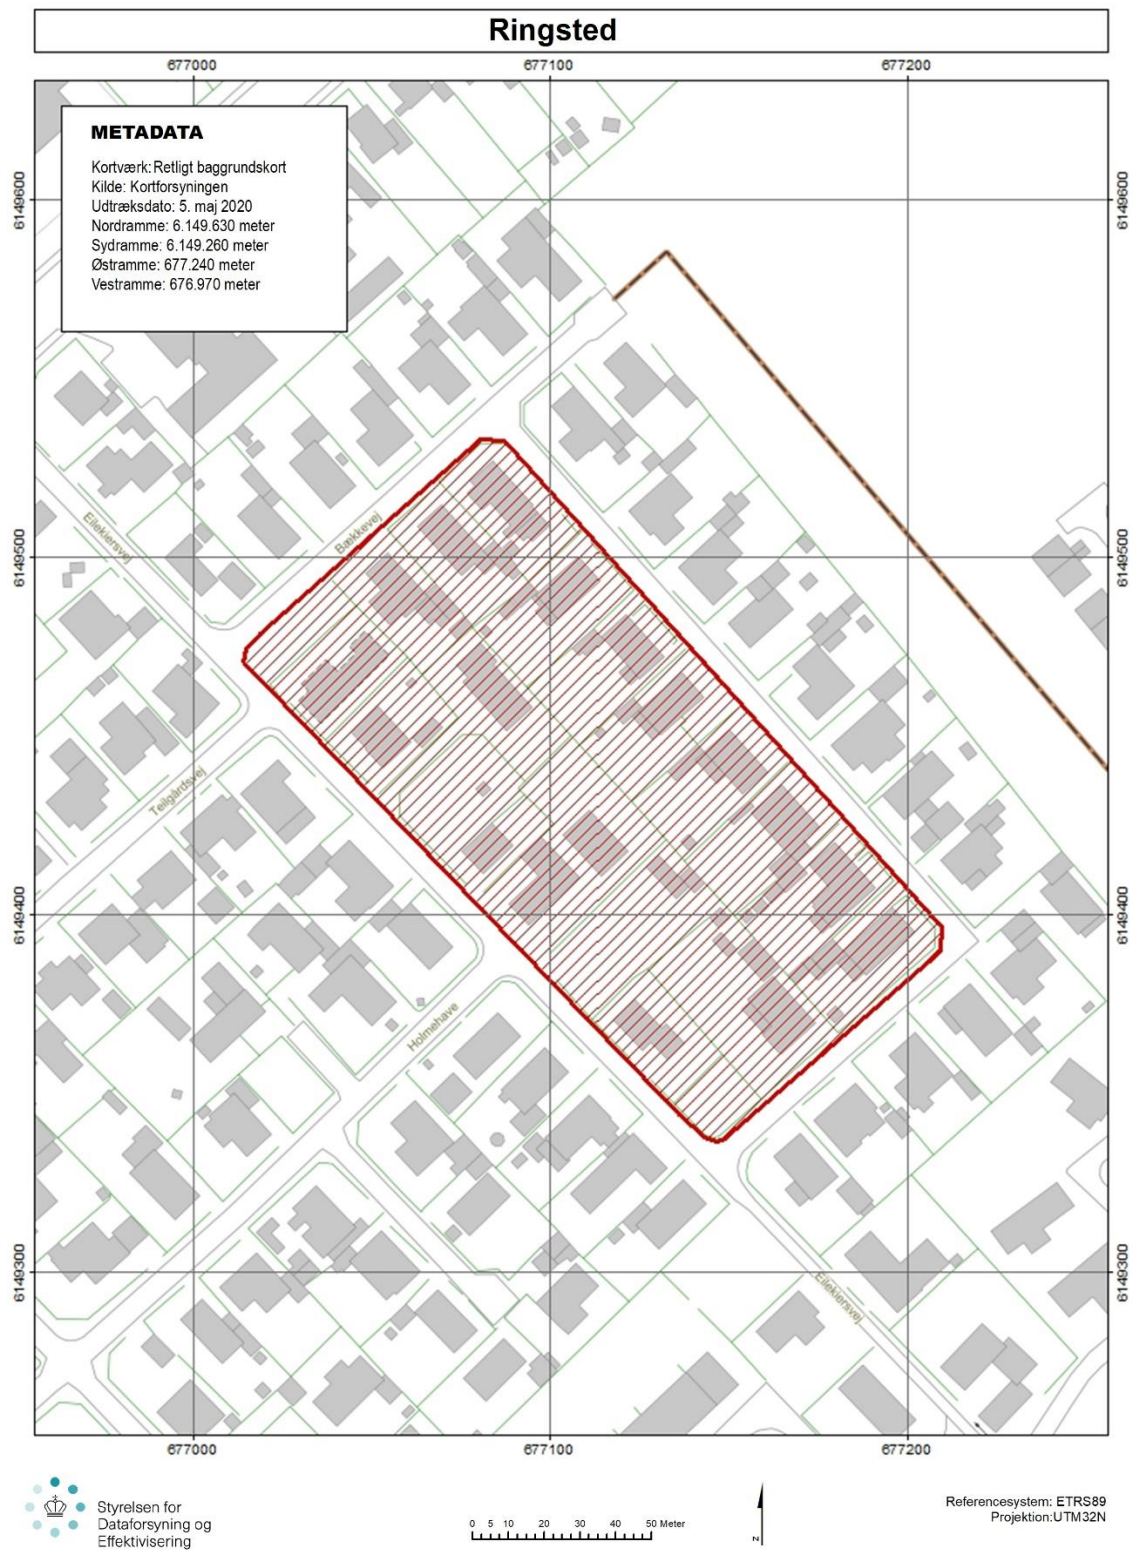 Ringsted
677000
677100
677200
METADATA
Kortværk: Retligt baggrundskort
Kilde: Kortforsyningen
Udtræksdato: 5. maj 2020
Nordramme: 6.149.630 meter
Sydramme: 6.149.260 meter
Østramme: 677.240 meter
Vestramme: 676.970 meter
6149600
6149600
Eilekiersvej
Bækkevej
6149500
6149500
Teilgårdsvej
6149400
6149400
Holmehave
6149300
6149300
Eilekiersvej
677000
677100
677200
Styrelsen for
Dataforsyning og
Effektivisering
0 5 10 20 30 40 50 Meter
N
Referencesystem: ETRS89
Projektion: UTM32N